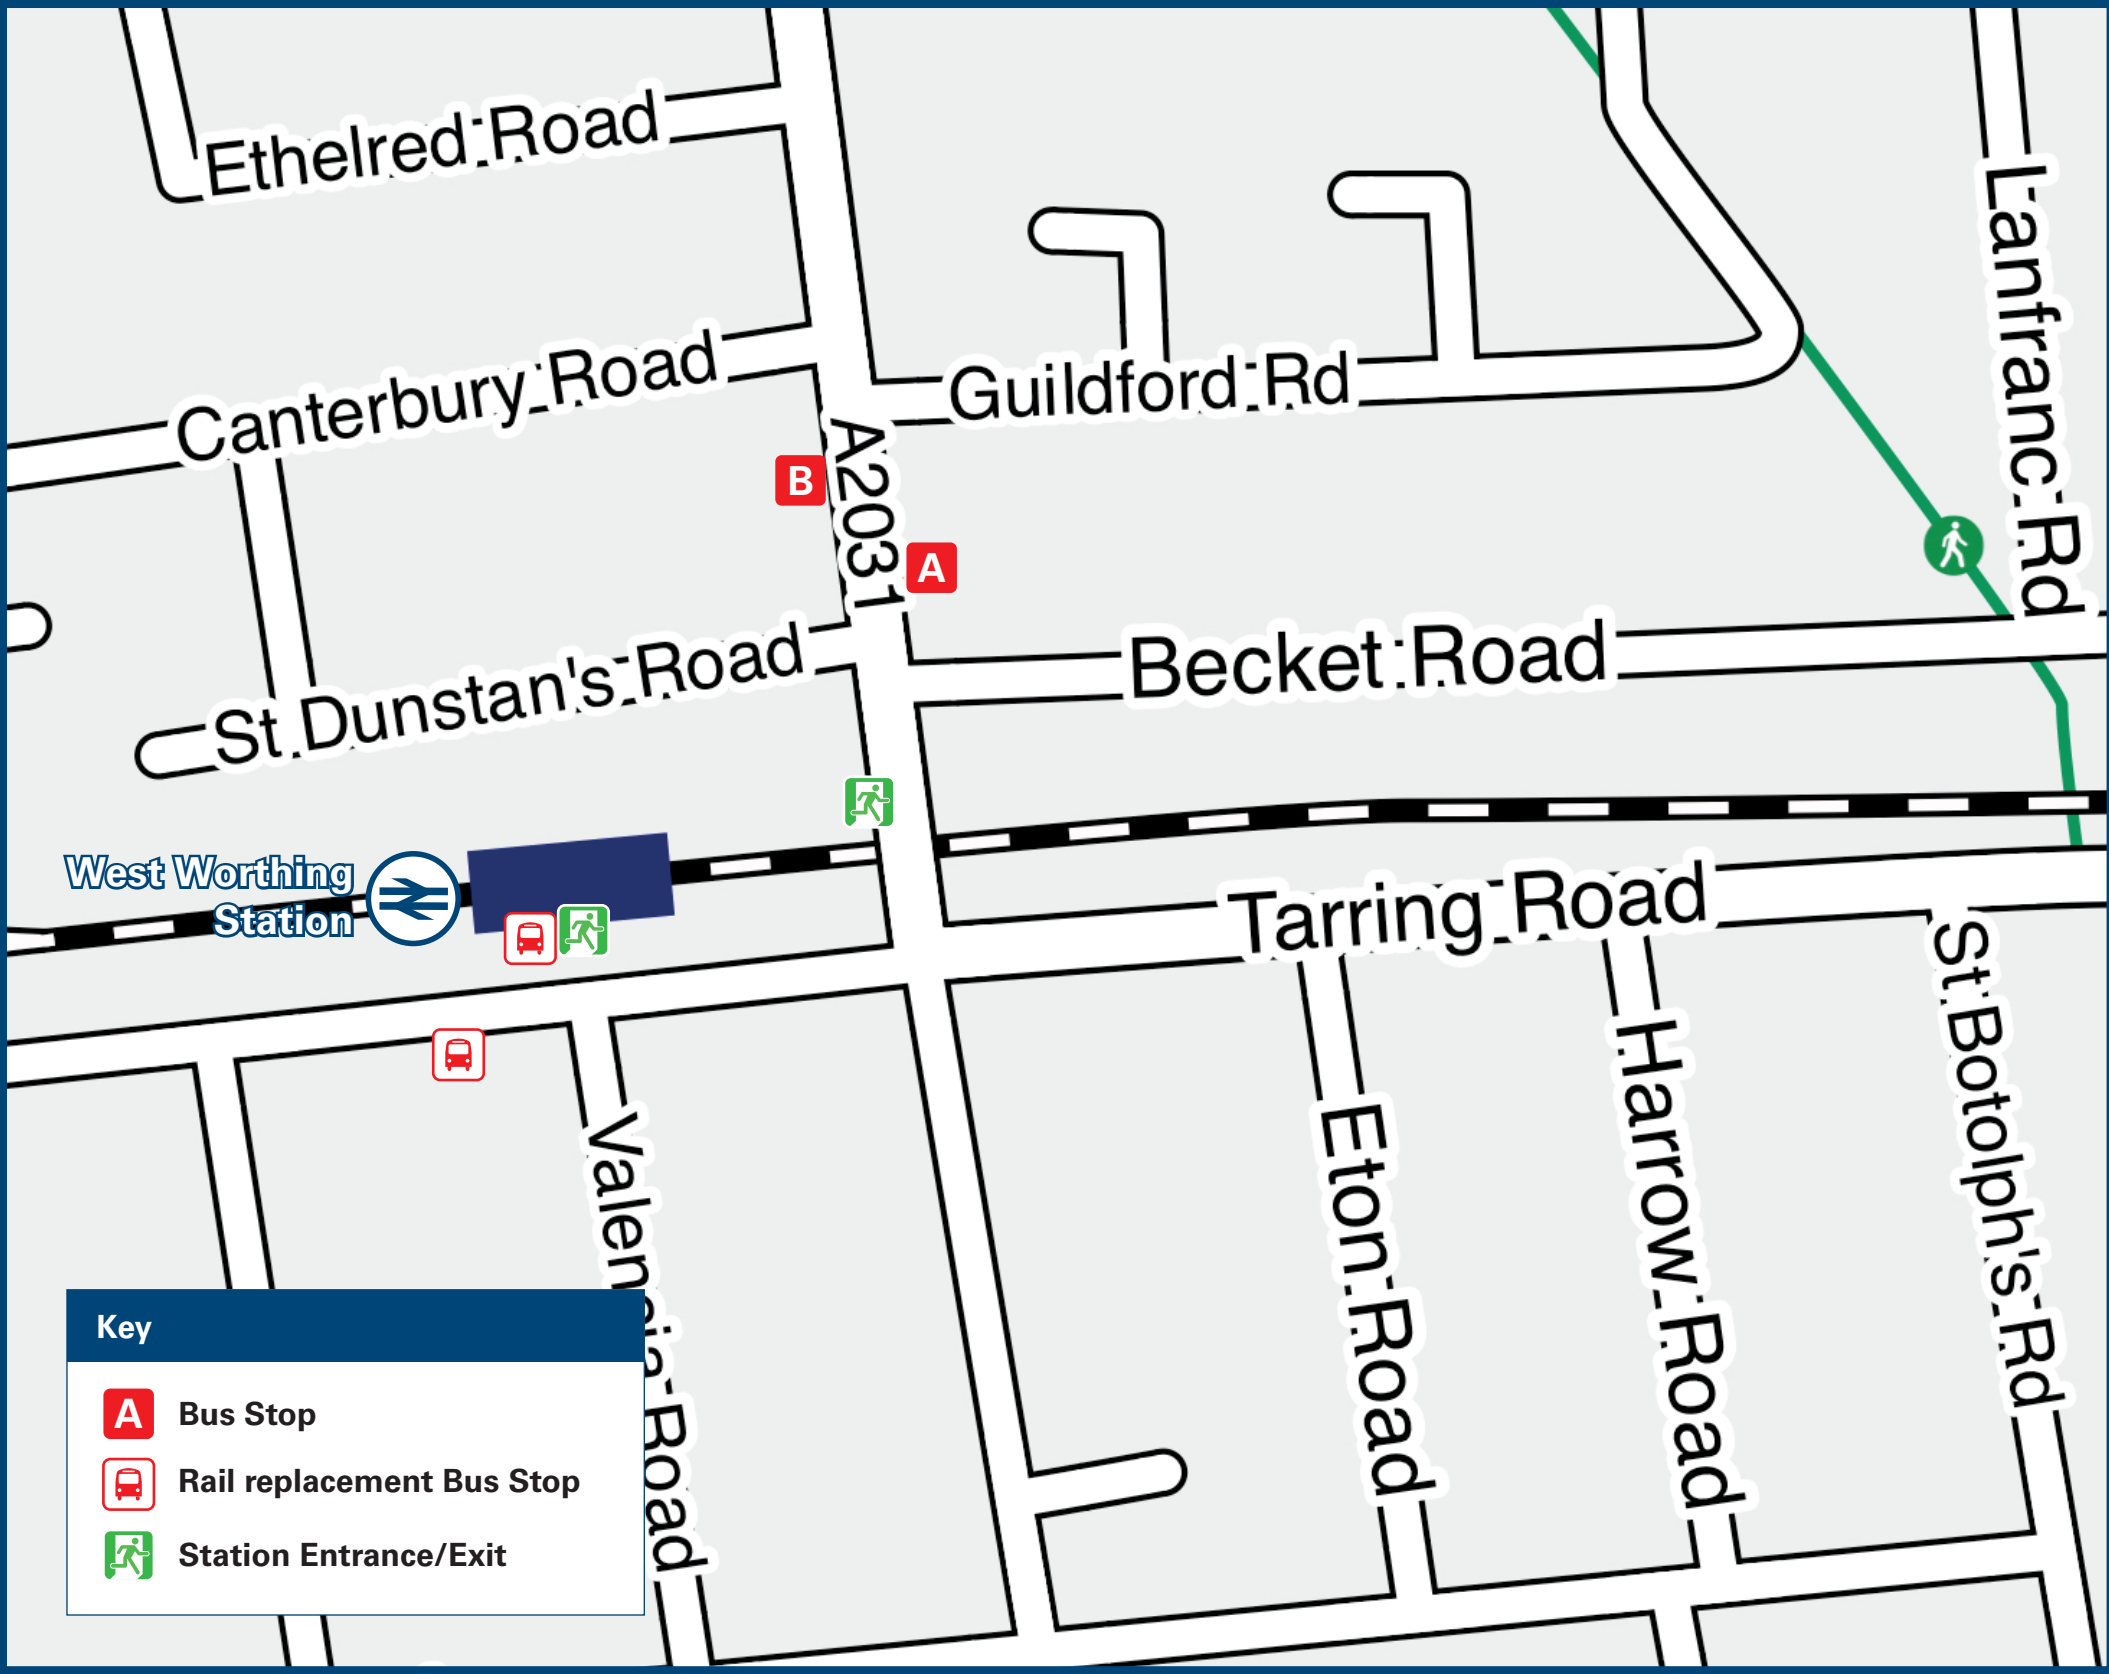 Ethelred Road
Canterbury Road
Guildford Rd
Lanfranc Rd
A2031
B
A
St Dunstan's Road
Becket Road
West Worthing
Station
Tarring Road
Valencia Road
Eton Road
Harrow Road
St Botolph's Rd
Key
A Bus Stop
Rail replacement Bus Stop
Station Entrance/Exit